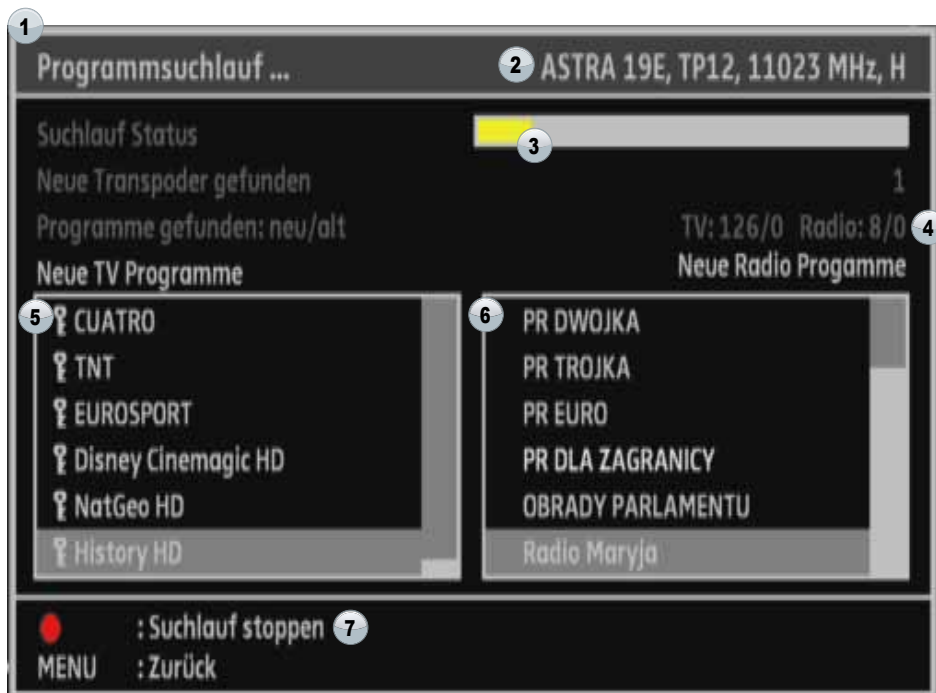 1
Programmsuchlauf ... 2 ASTRA 19E, TP12, 11023 MHz, H
Suchlauf Status 3
Neue Transpoder gefunden 1
Programme gefunden: neu/alt TV: 126/0 Radio: 8/0 4
Neue TV Programme Neue Radio Progamme
5 CUATRO 6 PR DWOJKA
TNT PR TROJKA
EUROSPORT PR EURO
Disney Cinemagic HD PR DLA ZAGRANICY
NatGeo HD OBRADY PARLAMENTU
History HD Radio Maryja
: Suchlauf stoppen 7
MENU : Zurück